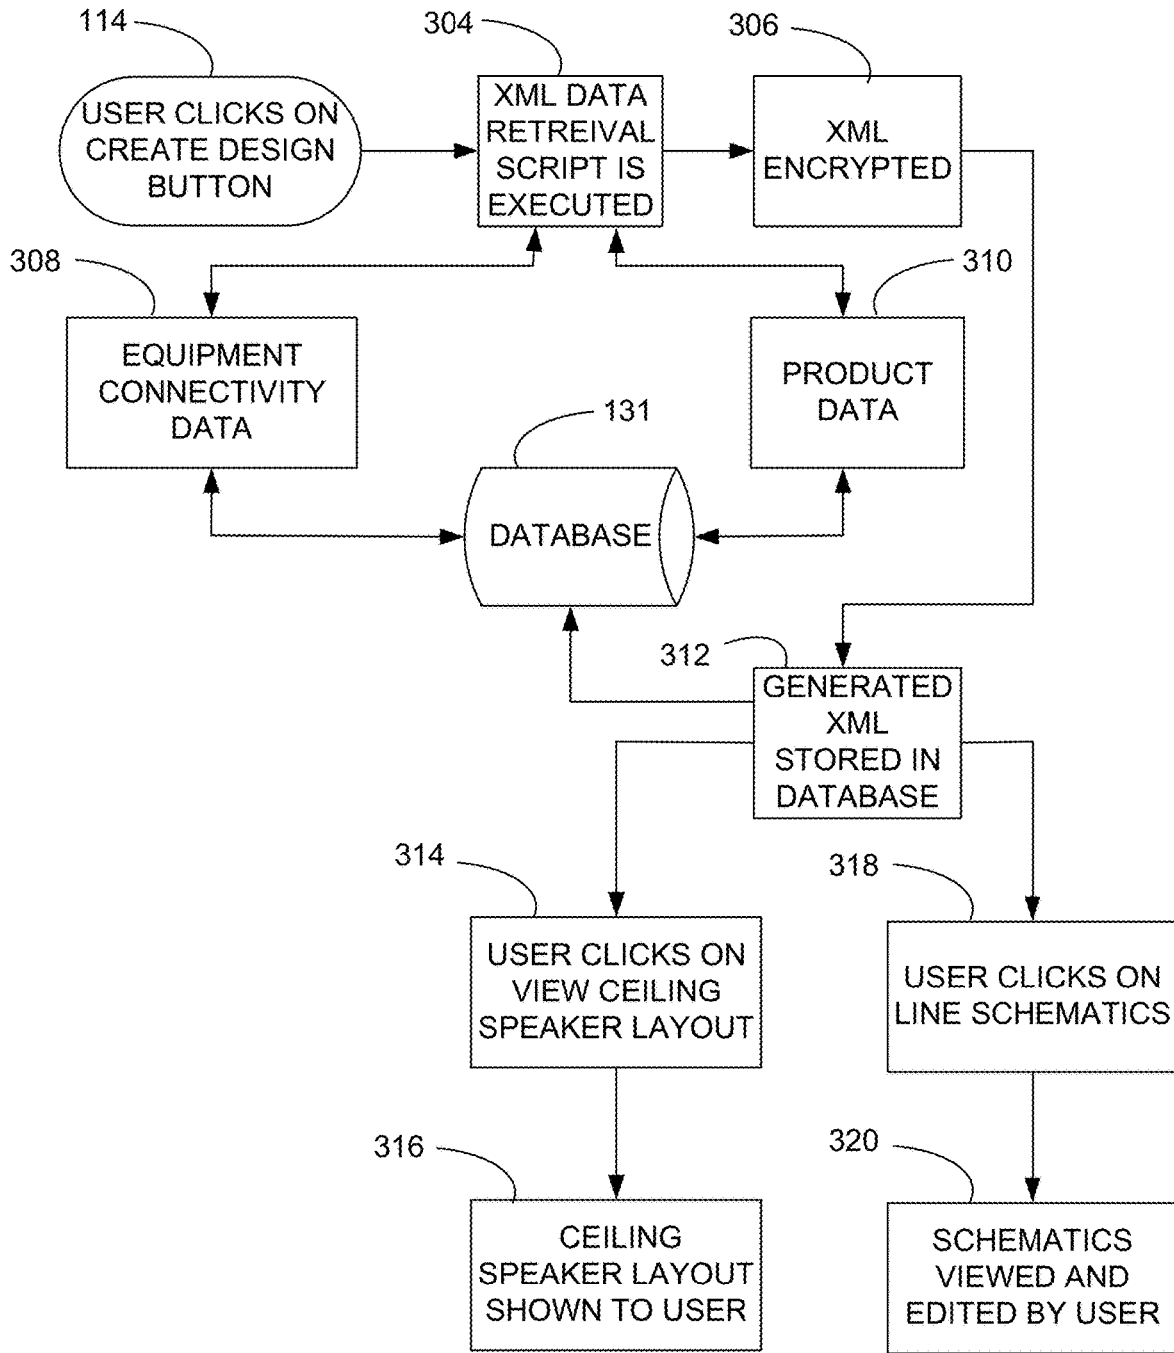 114
304
306
USER CLICKS ON
CREATE DESIGN
BUTTON
XML DATA
RETREIVAL
SCRIPT IS
EXECUTED
XML
ENCRYPTED
308
310
EQUIPMENT
CONNECTIVITY
DATA
PRODUCT
DATA
131
DATABASE
312
GENERATED
XML
STORED IN
DATABASE
314
318
USER CLICKS ON
VIEW CEILING
SPEAKER LAYOUT
USER CLICKS ON
LINE SCHEMATICS
316
320
CEILING
SPEAKER LAYOUT
SHOWN TO USER
SCHEMATICS
VIEWED AND
EDITED BY USER